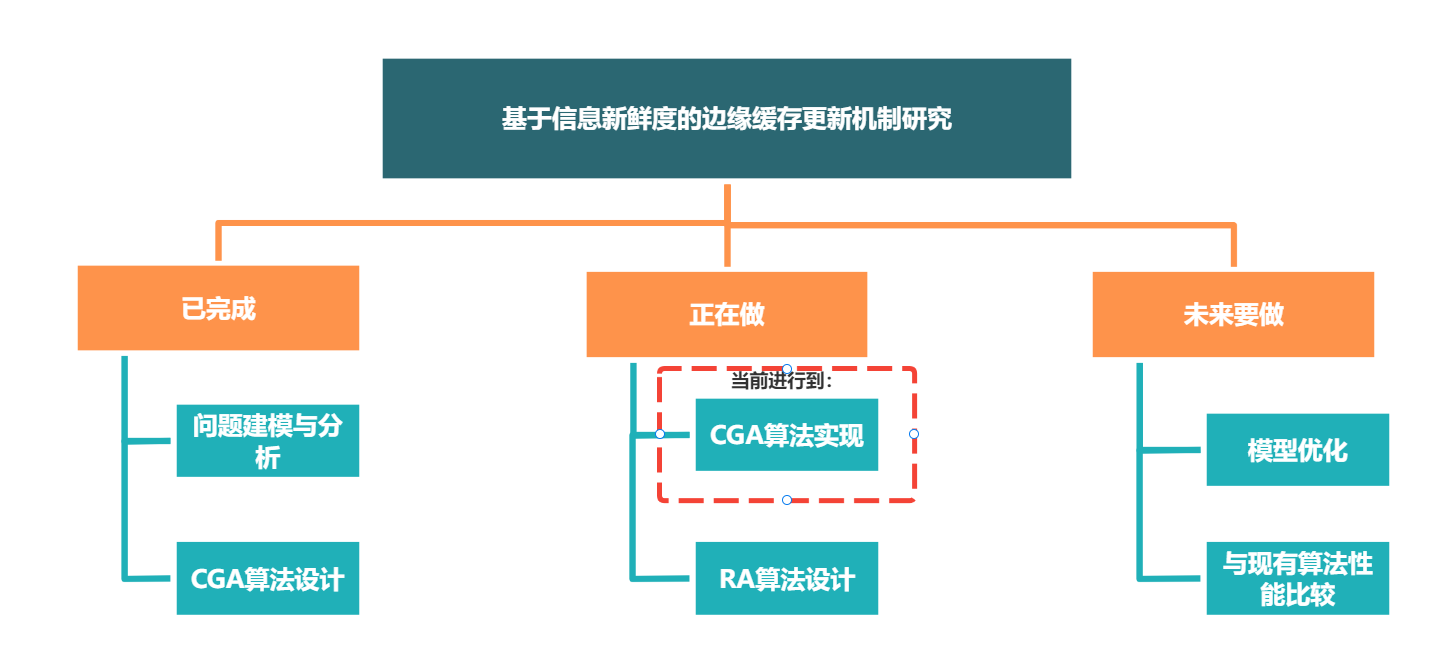 基于信息新鲜度的边缘缓存更新机制研究
已完成
正在做
未来要做
当前进行到：
问题建模与分
析
CGA算法实现
模型优化
CGA算法设计
RA算法设计
与现有算法性
能比较